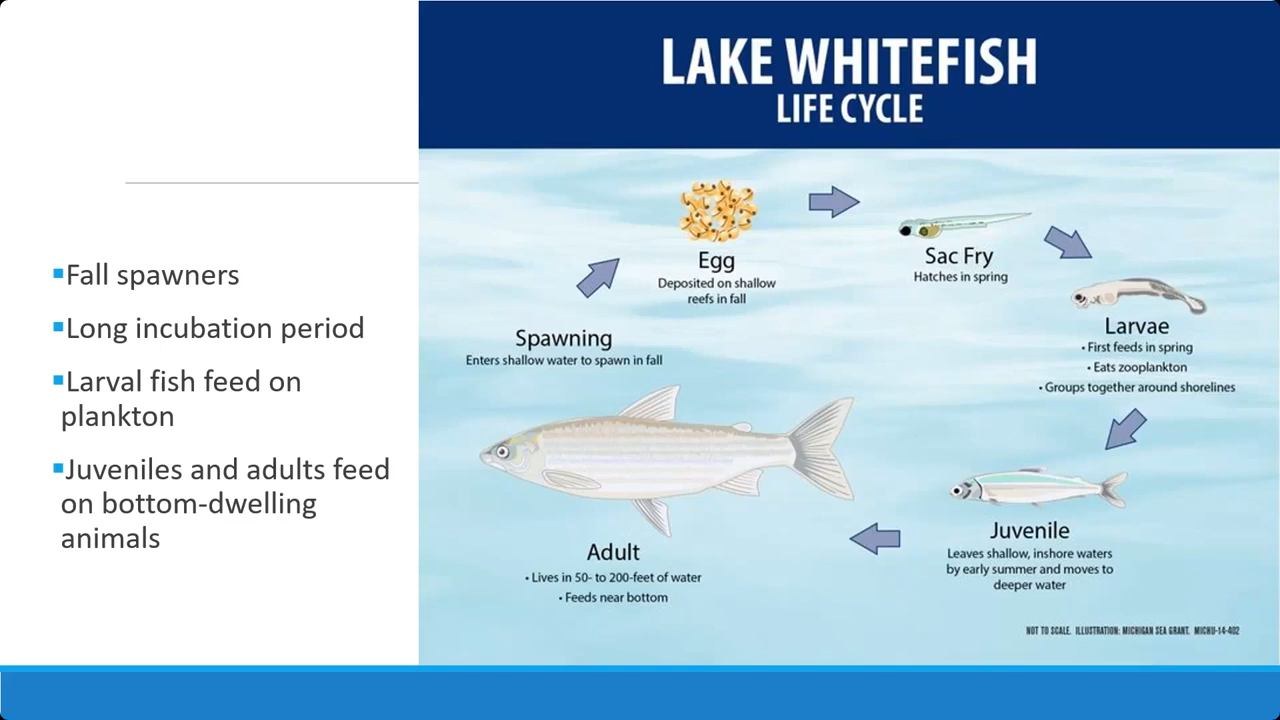 ▪Fall spawners
▪Long incubation period
▪Larval fish feed on
plankton
▪Juveniles and adults feed
on bottom-dwelling
animals
LAKE WHITEFISH
LIFE CYCLE
Egg
Deposited on shallow
reefs in fall
Sac Fry
Hatches in spring
Larvae
• First feeds in spring
• Eats zooplankton
• Groups together around shorelines
Juvenile
Leaves shallow, inshore waters
by early summer and moves to
deeper water
Adult
• Lives in 50- to 200-feet of water
• Feeds near bottom
Spawning
Enters shallow water to spawn in fall
NOT TO SCALE. ILLUSTRATION: MICHIGAN SEA GRANT. MICHU-14-402